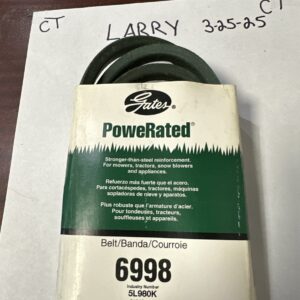 CT
CT LARRY 3-25-25
Gates
PoweRated®
Stronger-than-steel reinforcement.
For mowers, tractors, snow blowers
and appliances.
Refuerzo más fuerte que el acero.
Para cortacéspedes, tractores, máquinas
sopladoras de nieve y aparatos.
Plus robuste que l'armature d'acier.
Pour tondeuses, tracteurs,
souffleuses et appareils.
Belt/Banda/Courroie
6998
Industry Number
5L980K